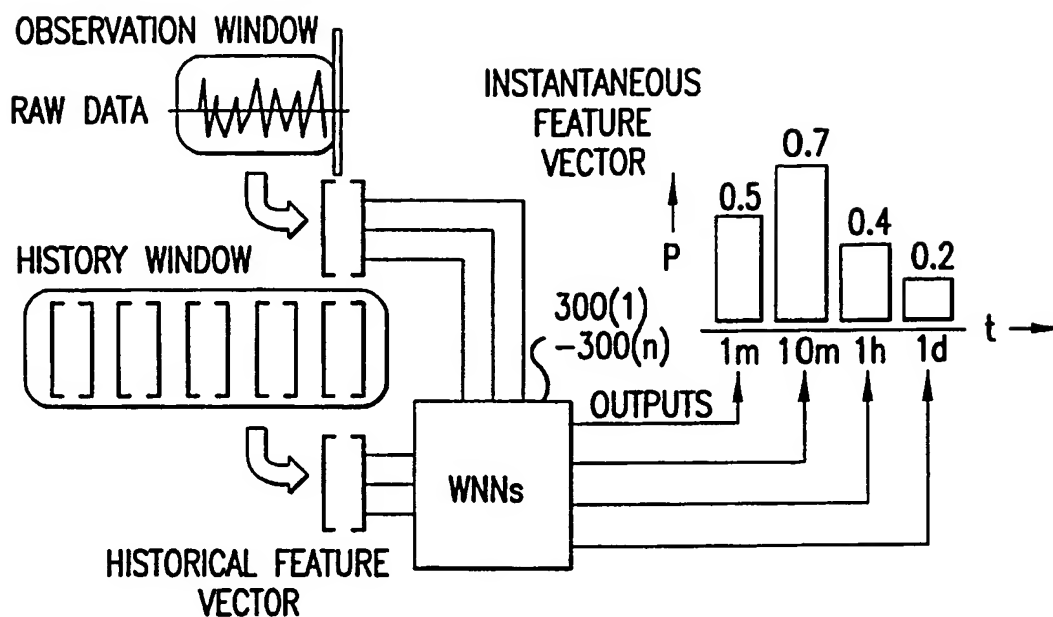 OBSERVATION WINDOW
RAW DATA
INSTANTANEOUS
FEATURE
VECTOR
HISTORY WINDOW
P
0.5
0.7
0.4
0.2
1m 10m 1h 1d
t
300(1)
-300(n)
OUTPUTS
WNNs
HISTORICAL FEATURE
VECTOR